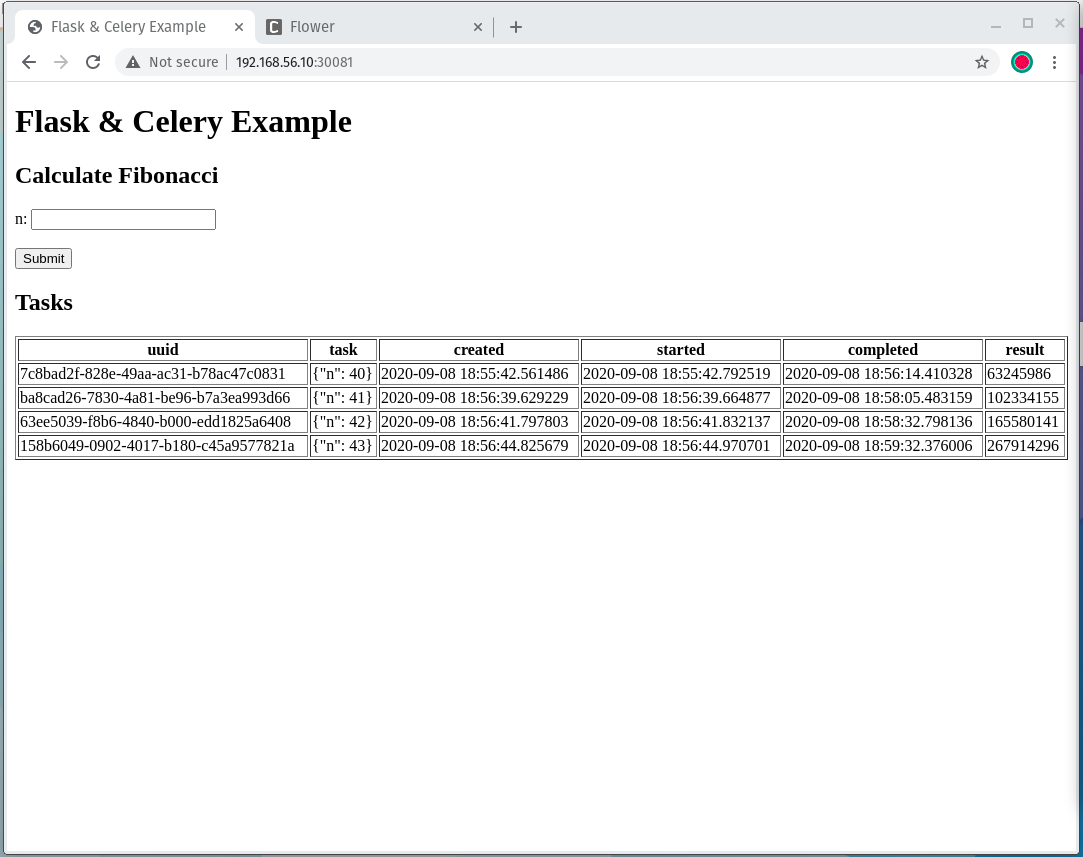 Flask & Celery Example
Flower
Not secure 192.168.56.10:30081
Flask & Celery Example
Calculate Fibonacci
n:
Submit
Tasks
uuid task created started completed result
7c8bad2f-828e-49aa-ac31-b78ac47c0831 {"n": 40} 2020-09-08 18:55:42.561486 2020-09-08 18:55:42.792519 2020-09-08 18:56:14.410328 63245986
ba8cad26-7830-4a81-be96-b7a3ea993d66 {"n": 41} 2020-09-08 18:56:39.629229 2020-09-08 18:56:39.664877 2020-09-08 18:58:05.483159 102334155
63ee5039-f8b6-4840-b000-edd1825a6408 {"n": 42} 2020-09-08 18:56:41.797803 2020-09-08 18:56:41.832137 2020-09-08 18:58:32.798136 165580141
158b6049-0902-4017-b180-c45a9577821a {"n": 43} 2020-09-08 18:56:44.825679 2020-09-08 18:56:44.970701 2020-09-08 18:59:32.376006 267914296